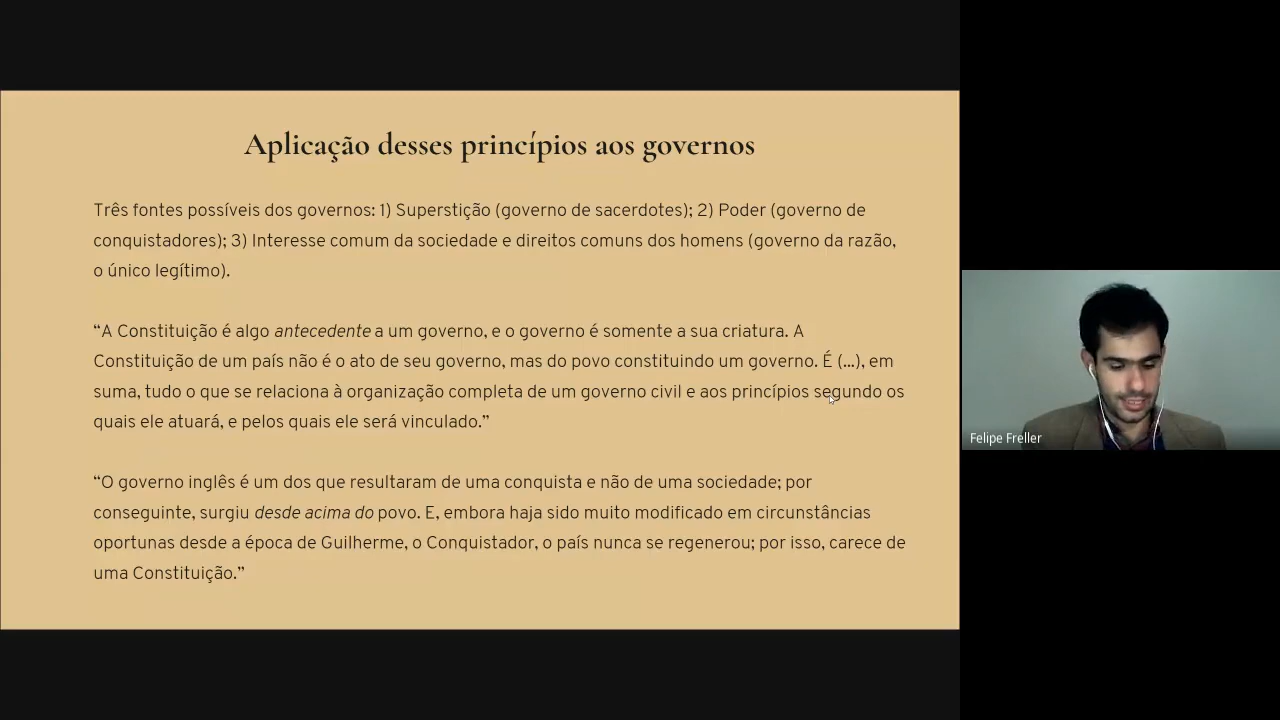 Aplicação desses princípios aos governos
Três fontes possíveis dos governos: 1) Superstição (governo de sacerdotes); 2) Poder (governo de
conquistadores); 3) Interesse comum da sociedade e direitos comuns dos homens (governo da razão,
o único legítimo).
“A Constituição é algo antecedente a um governo, e o governo é somente a sua criatura. A
Constituição de um país não é o ato de seu governo, mas do povo constituindo um governo. É (...), em
suma, tudo o que se relaciona à organização completa de um governo civil e aos princípios segundo os
quais ele atuará, e pelos quais ele será vinculado.”
“O governo inglês é um dos que resultaram de uma conquista e não de uma sociedade; por
conseguinte, surgiu desde acima do povo. E, embora haja sido muito modificado em circunstâncias
oportunas desde a época de Guilherme, o Conquistador, o país nunca se regenerou; por isso, carece de
uma Constituição.”
Felipe Freller